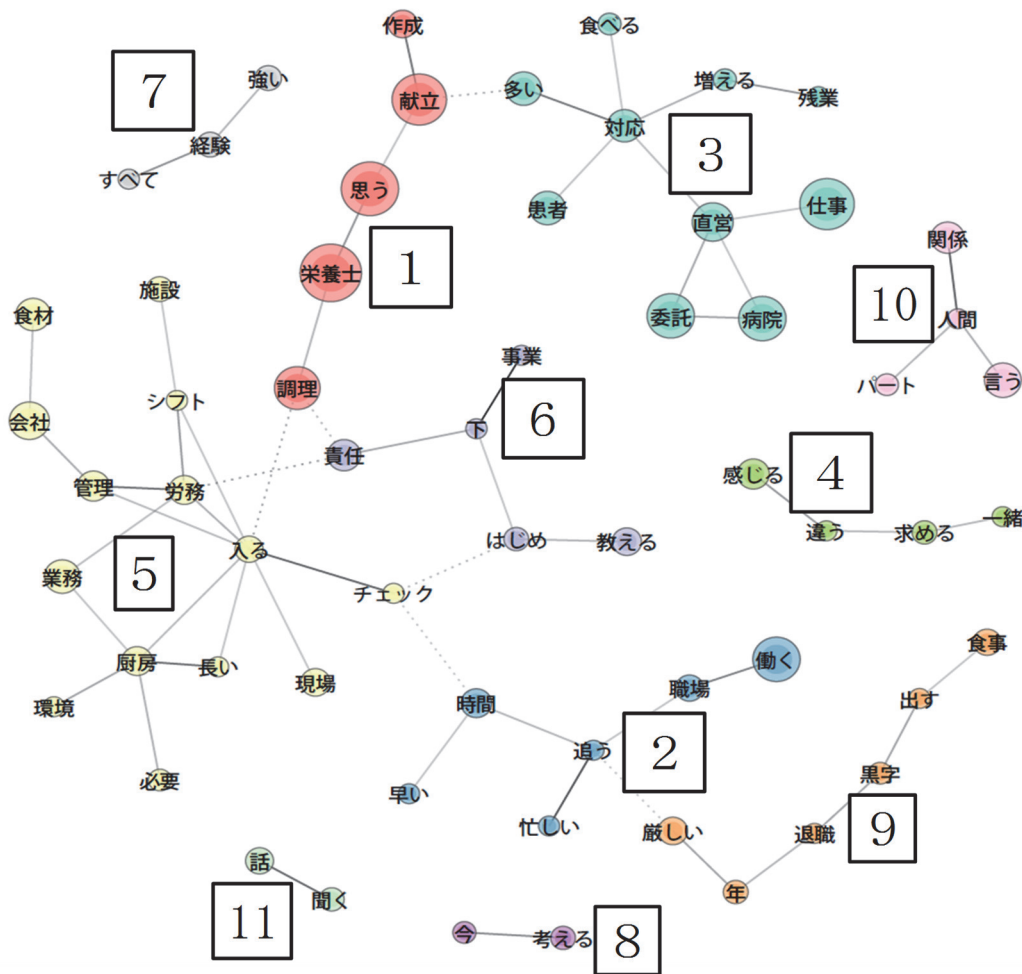 作成
献立
思う
栄養士
調理
1
多い
食べる
対応
増える
残業
患者
直営
仕事
委託
病院
3
7
強い
経験
すべて
関係
人間
パート
言う
10
施設
食材
シフト
会社
管理
労務
入る
業務
チェック
厨房
長い
現場
環境
必要
5
事業
下
責任
はじめ
教える
6
感じる
違う
求める
一緒
4
働く
職場
時間
追う
早い
忙しい
2
食事
出す
黒字
退職
年
厳しい
9
話
聞く
11
今
考える
8